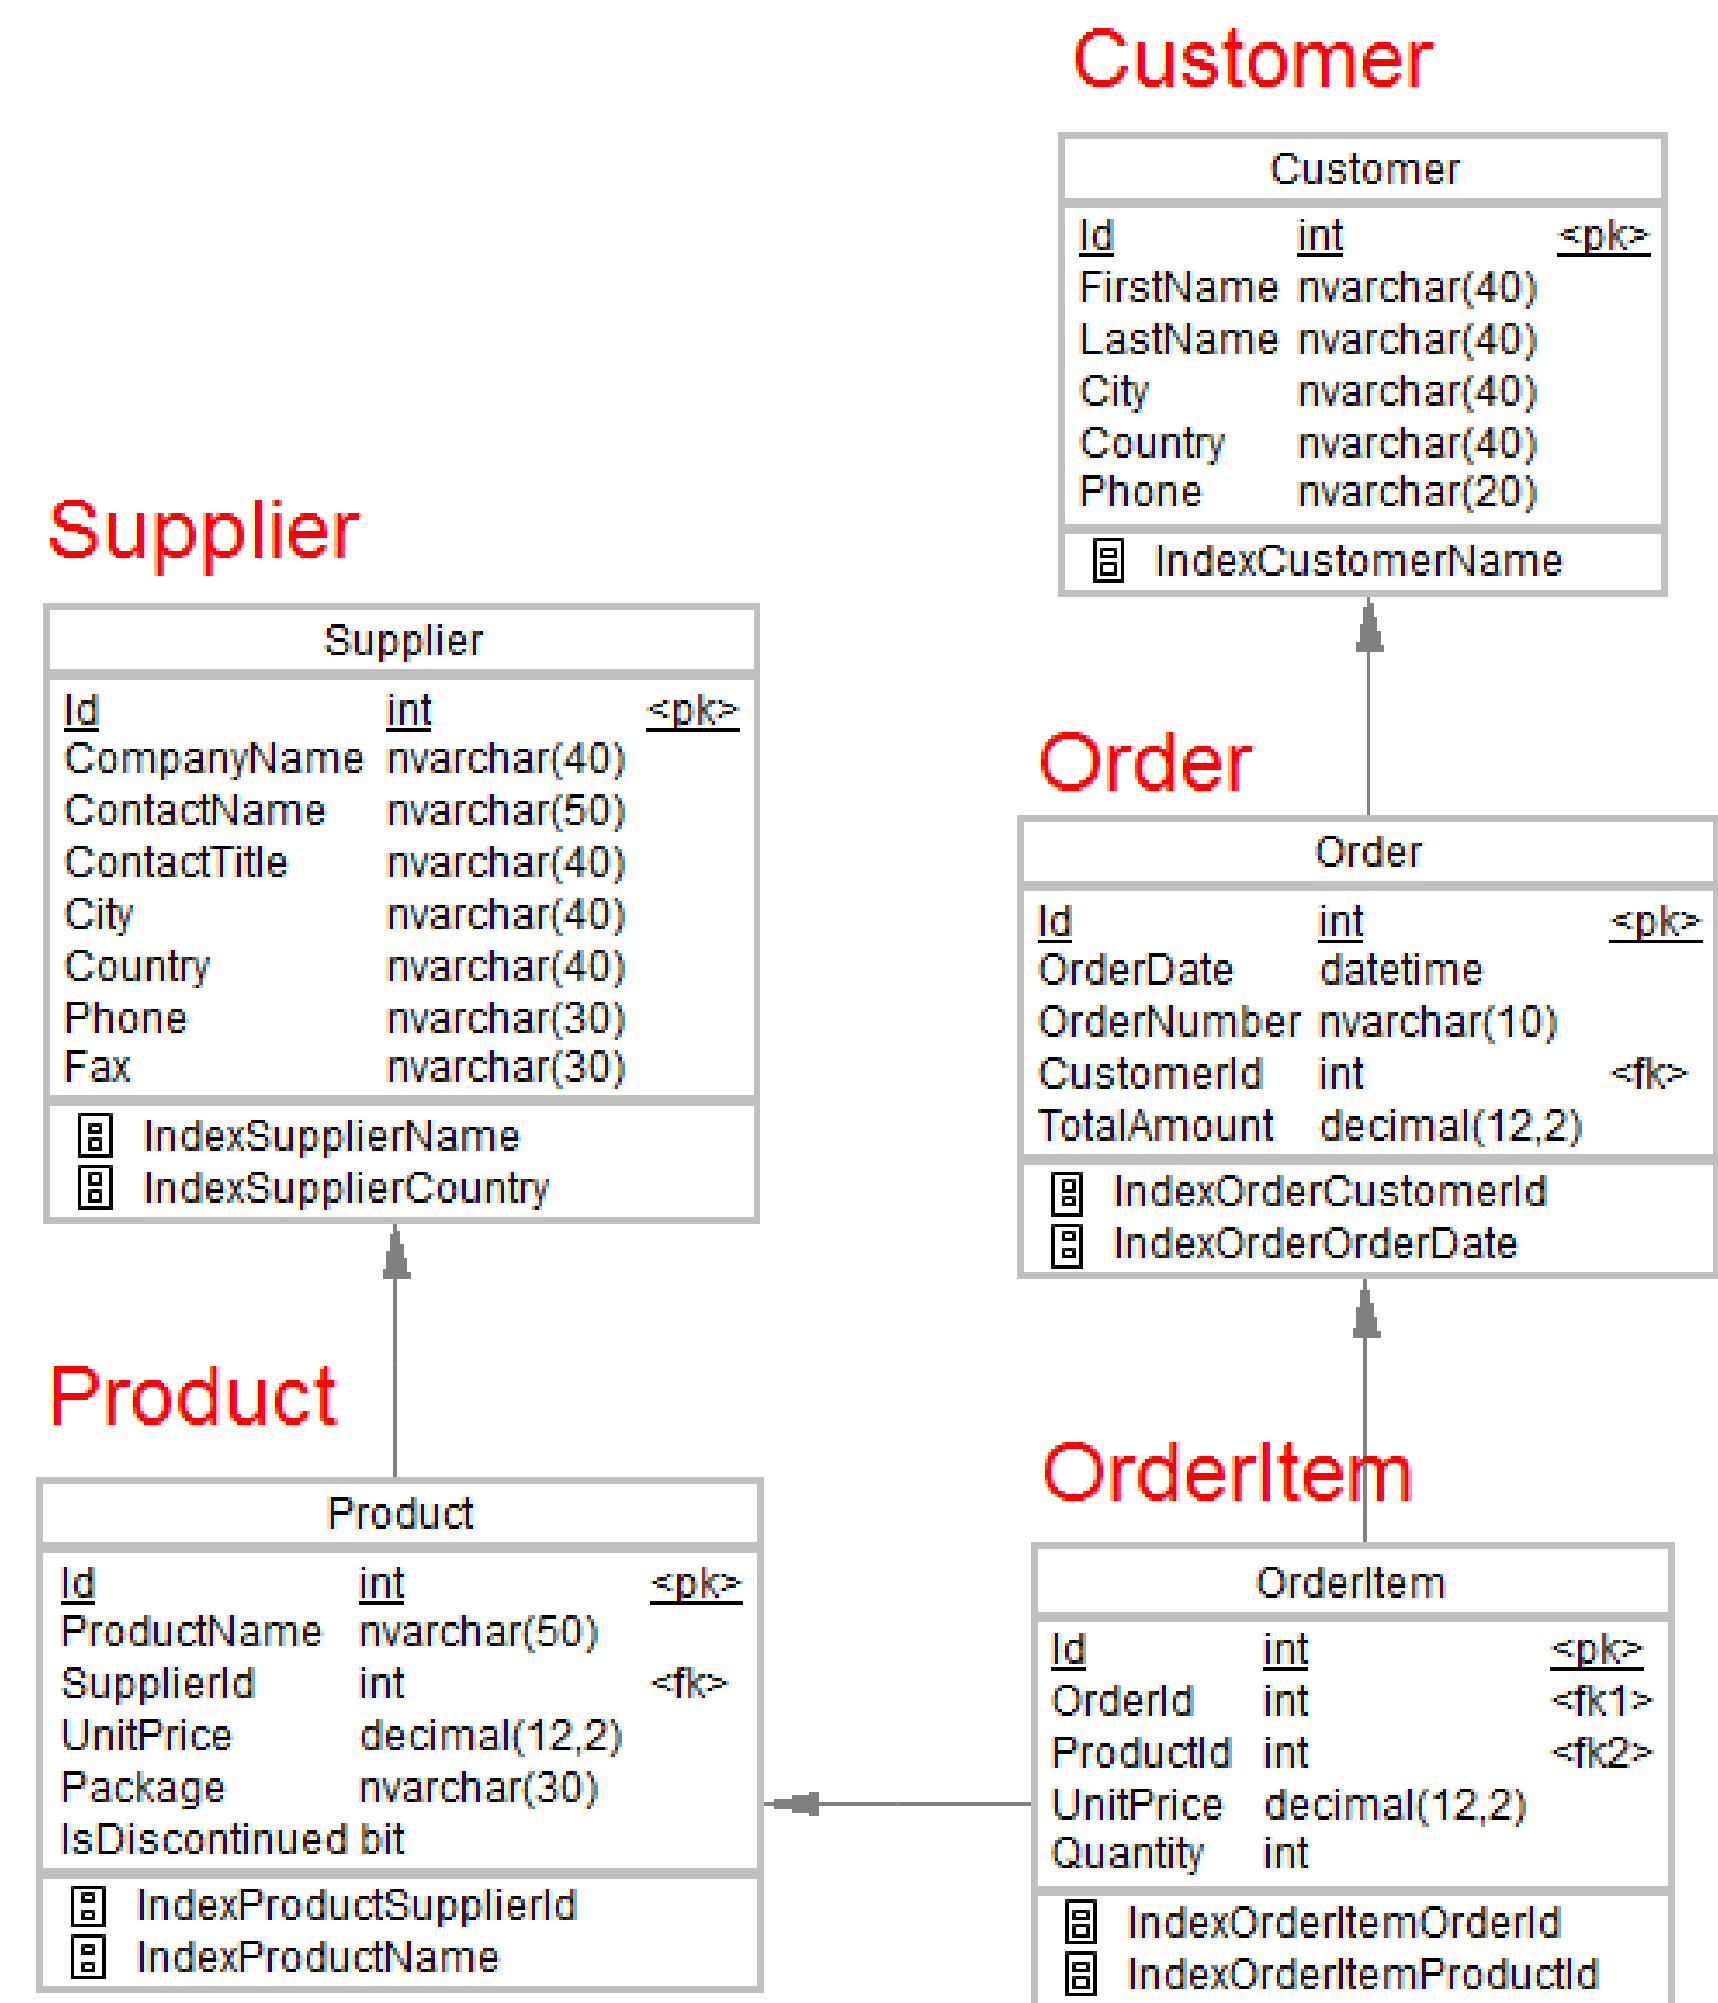 Customer
Customer
Id int <pk>
FirstName nvarchar(40)
LastName nvarchar(40)
City nvarchar(40)
Country nvarchar(40)
Phone nvarchar(20)
IndexCustomerName
Supplier
Supplier
Id int <pk>
CompanyName nvarchar(40)
ContactName nvarchar(50)
ContactTitle nvarchar(40)
City nvarchar(40)
Country nvarchar(40)
Phone nvarchar(30)
Fax nvarchar(30)
IndexSupplierName
IndexSupplierCountry
Order
Order
Id int <pk>
OrderDate datetime
OrderNumber nvarchar(10)
CustomerId int <fk>
TotalAmount decimal(12,2)
IndexOrderCustomerId
IndexOrderOrderDate
Product
Product
Id int <pk>
ProductName nvarchar(50)
SupplierId int <fk>
UnitPrice decimal(12,2)
Package nvarchar(30)
IsDiscontinued bit
IndexProductSupplierId
IndexProductName
OrderItem
OrderItem
Id int <pk>
OrderId int <fk1>
ProductId int <fk2>
UnitPrice decimal(12,2)
Quantity int
IndexOrderItemOrderId
IndexOrderItemProductId